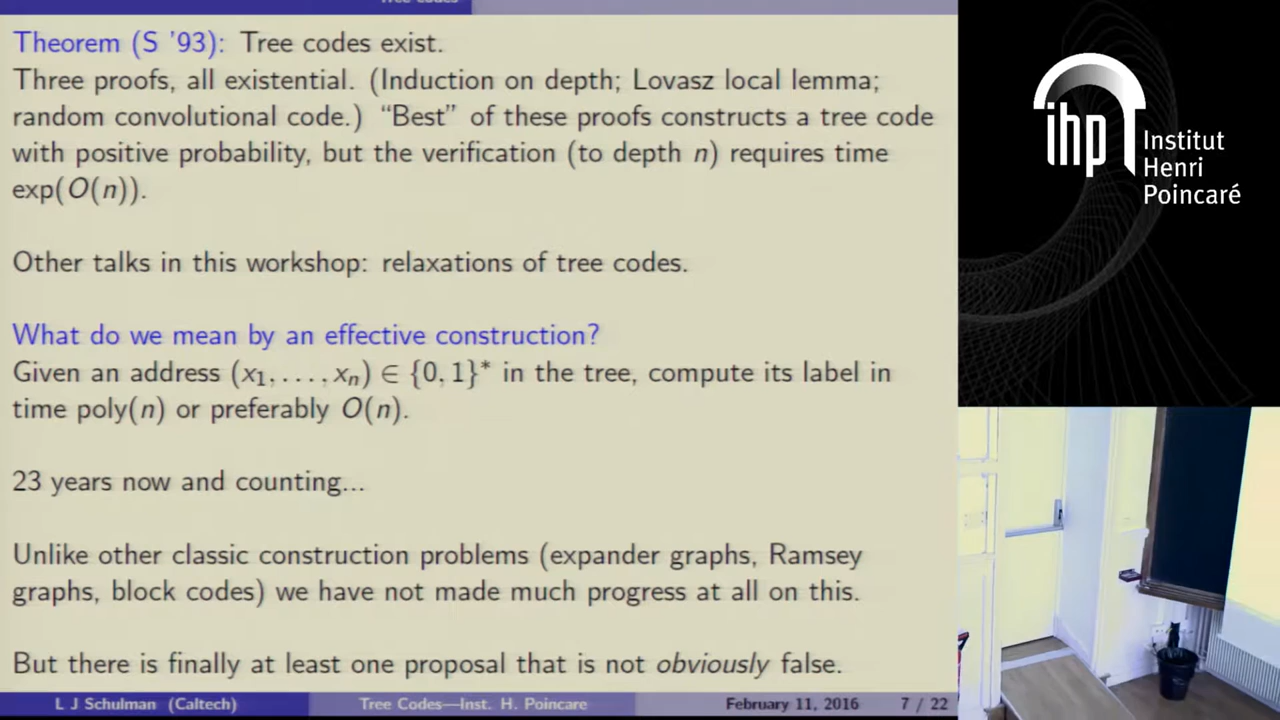 Tree codes
Theorem (S '93): Tree codes exist.
Three proofs, all existential. (Induction on depth; Lovasz local lemma;
random convolutional code.) “Best” of these proofs constructs a tree code
with positive probability, but the verification (to depth n) requires time
exp(O(n)).
Other talks in this workshop: relaxations of tree codes.
What do we mean by an effective construction?
Given an address (x₁, . . . , xₙ) ∈ {0, 1}* in the tree, compute its label in
time poly(n) or preferably O(n).
23 years now and counting...
Unlike other classic construction problems (expander graphs, Ramsey
graphs, block codes) we have not made much progress at all on this.
But there is finally at least one proposal that is not obviously false.
L J Schulman (Caltech) Tree Codes—Inst. H. Poincare February 11, 2016 7 / 22
ihp
Institut
Henri
Poincaré